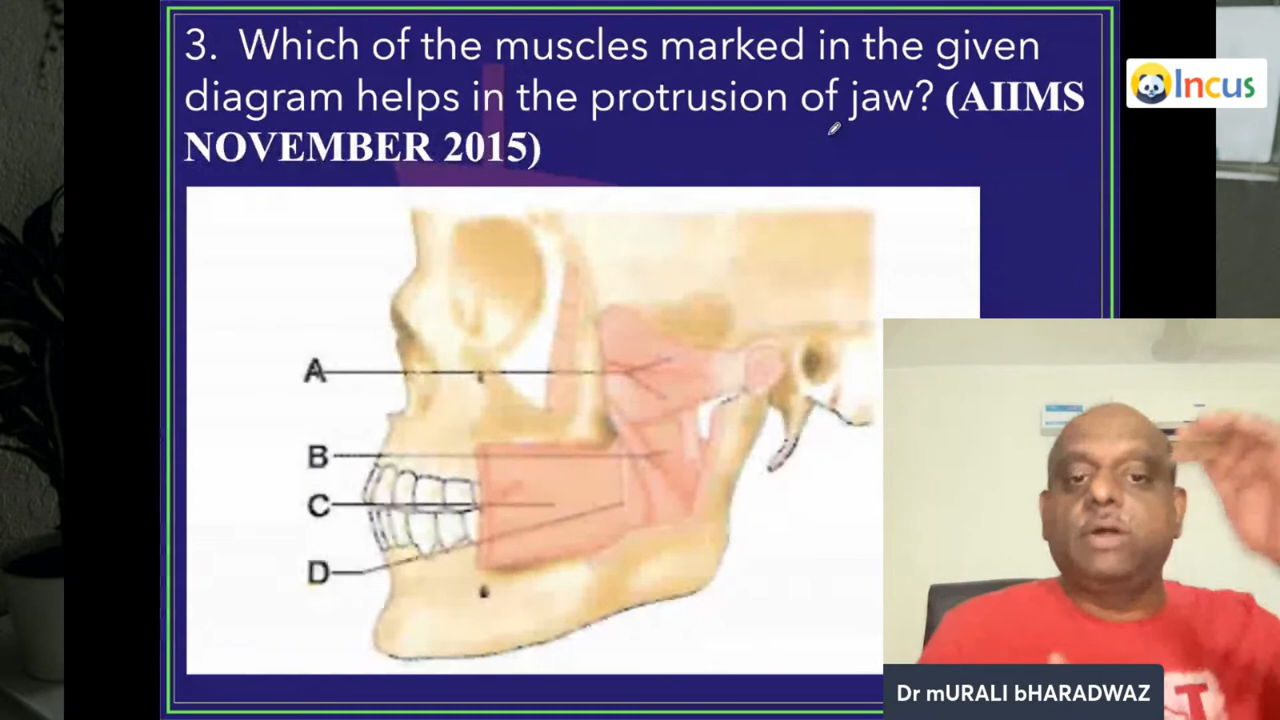 3. Which of the muscles marked in the given
diagram helps in the protrusion of jaw? (AIIMS
NOVEMBER 2015)
Incus
A
B
C
D
Dr mURALI bHARADWAZ